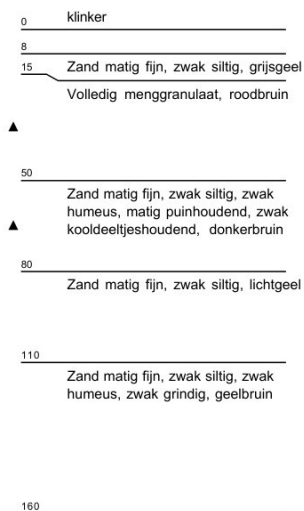 klinker
0
8
15
Zand matig fijn, zwak siltig, grijsgeel
Volledig menggranulaat, roodbruin
50
Zand matig fijn, zwak siltig, zwak
humeus, matig puinhoudend, zwak
kooldeeltjeshoudend, donkerbruin
80
Zand matig fijn, zwak siltig, lichtgeel
110
Zand matig fijn, zwak siltig, zwak
humeus, zwak grindig, geelbruin
160